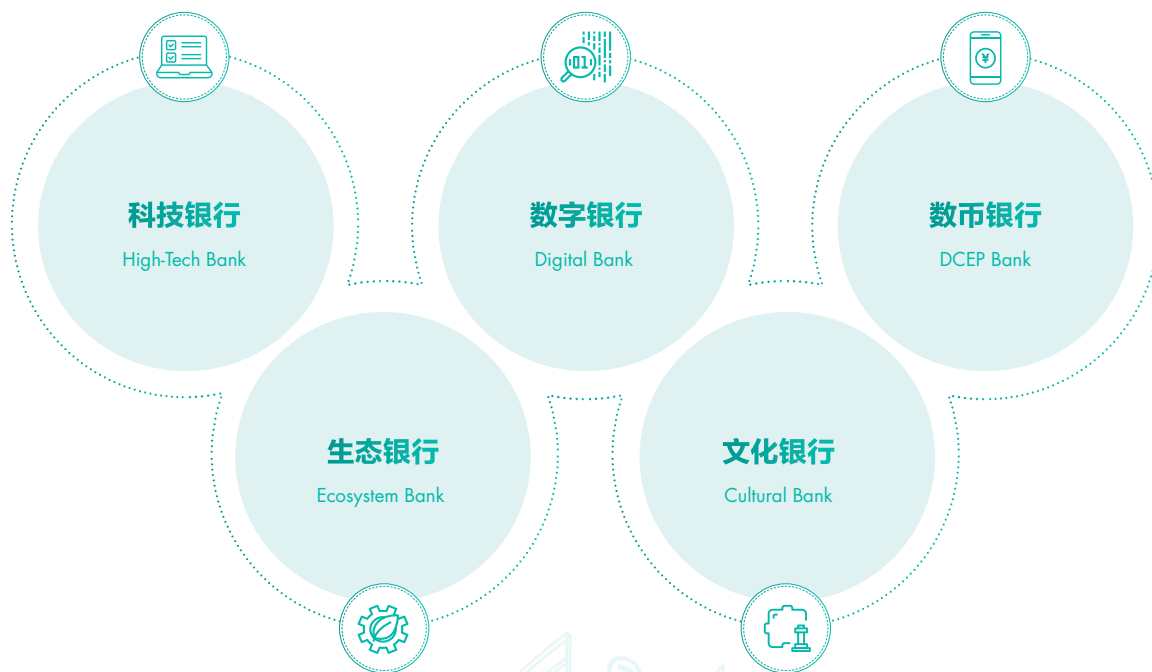 科技银行
High-Tech Bank
数字银行
Digital Bank
数币银行
DCEP Bank
生态银行
Ecosystem Bank
文化银行
Cultural Bank
01
¥